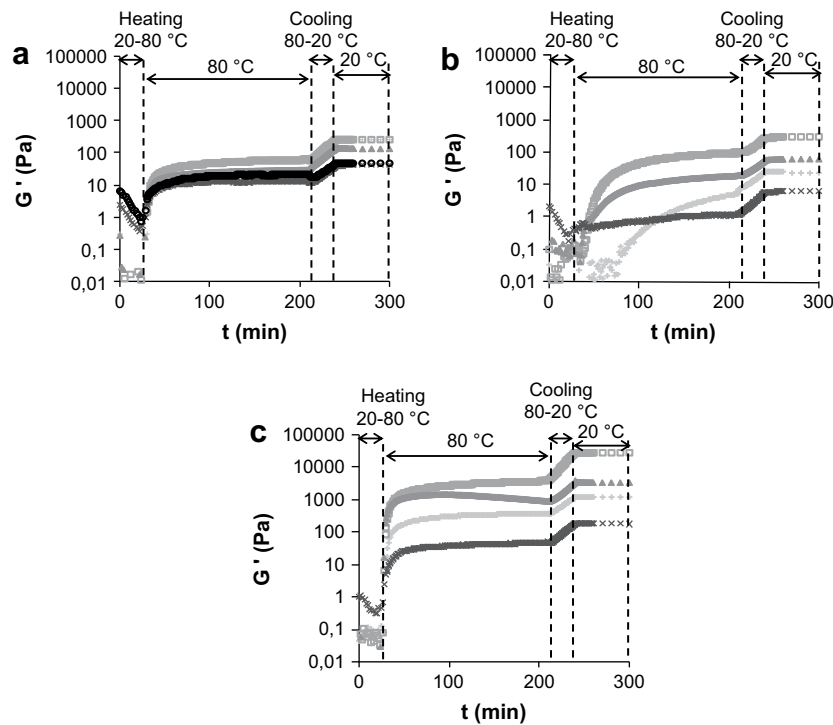 a
Heating
20-80 °C
80 °C
Cooling
80-20 °C
20 °C
100000
10000
1000
100
10
1
0,1
0,01
G ' (Pa)
0
100
200
300
t (min)
b
Heating
20-80 °C
80 °C
Cooling
80-20 °C
20 °C
100000
10000
1000
100
10
1
0,1
0,01
G ' (Pa)
0
100
200
300
t (min)
c
Heating
20-80 °C
80 °C
Cooling
80-20 °C
20 °C
100000
10000
1000
100
10
1
0,1
0,01
G ' (Pa)
0
100
200
300
t (min)